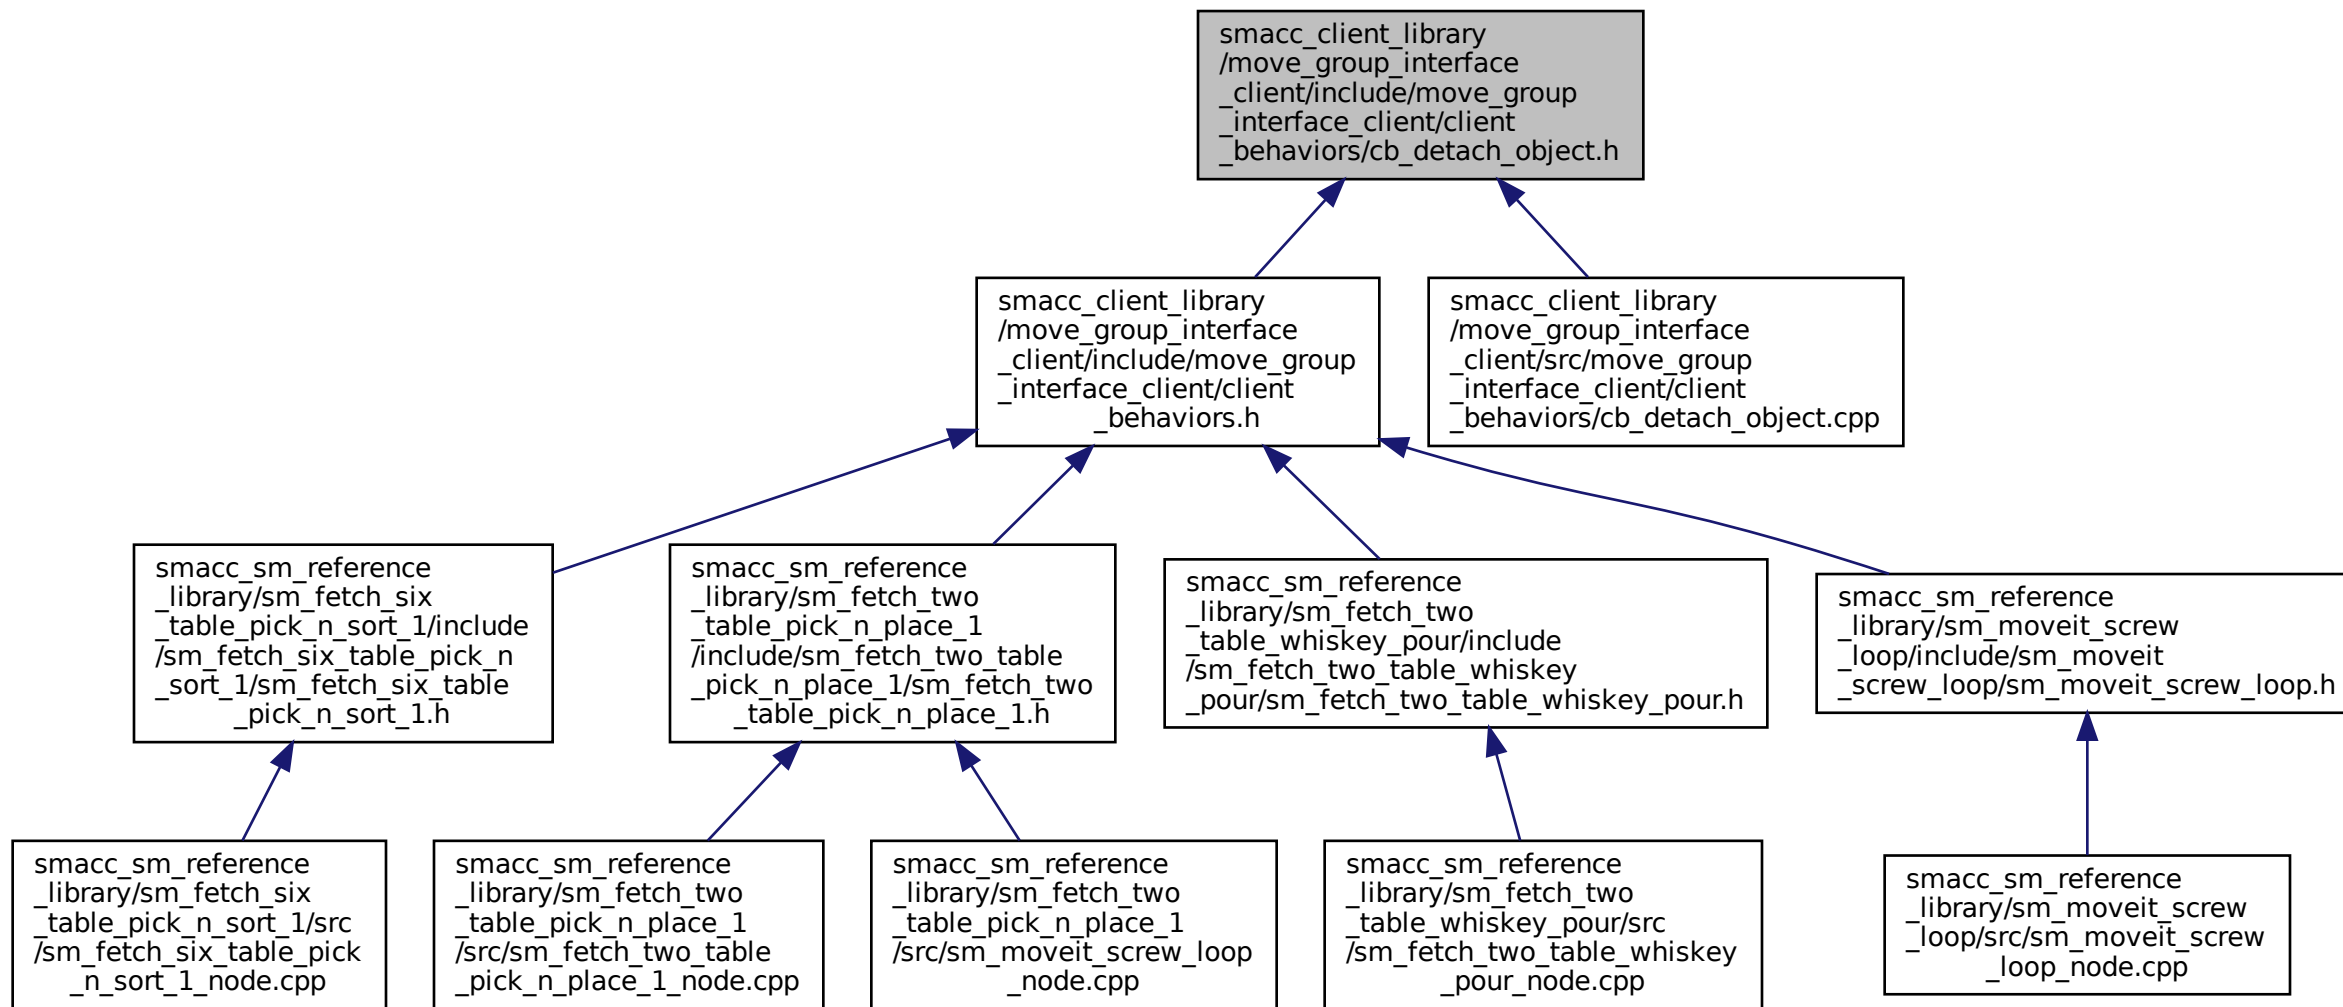 smacc_client_library
/move_group_interface
_client/include/move_group
_interface_client/client
_behaviors/cb_detach_object.h
smacc_client_library
/move_group_interface
_client/include/move_group
_interface_client/client
_behaviors.h
smacc_client_library
/move_group_interface
_client/src/move_group
_interface_client/client
_behaviors/cb_detach_object.cpp
smacc_sm_reference
_library/sm_fetch_six
_table_pick_n_sort_1/include
/sm_fetch_six_table_pick_n
_sort_1/sm_fetch_six_table
_pick_n_sort_1.h
smacc_sm_reference
_library/sm_fetch_two
_table_pick_n_place_1
/include/sm_fetch_two_table
_pick_n_place_1/sm_fetch_two
_table_pick_n_place_1.h
smacc_sm_reference
_library/sm_fetch_two
_table_whiskey_pour/include
/sm_fetch_two_table_whiskey
_pour/sm_fetch_two_table_whiskey_pour.h
smacc_sm_reference
_library/sm_moveit_screw
_loop/include/sm_moveit
_screw_loop/sm_moveit_screw_loop.h
smacc_sm_reference
_library/sm_fetch_six
_table_pick_n_sort_1/src
/sm_fetch_six_table_pick
_n_sort_1_node.cpp
smacc_sm_reference
_library/sm_fetch_two
_table_pick_n_place_1
/src/sm_fetch_two_table
_pick_n_place_1_node.cpp
smacc_sm_reference
_library/sm_fetch_two
_table_pick_n_place_1
/src/sm_moveit_screw_loop
_node.cpp
smacc_sm_reference
_library/sm_fetch_two
_table_whiskey_pour/src
/sm_fetch_two_table_whiskey
_pour_node.cpp
smacc_sm_reference
_library/sm_moveit_screw
_loop/src/sm_moveit_screw
_loop_node.cpp